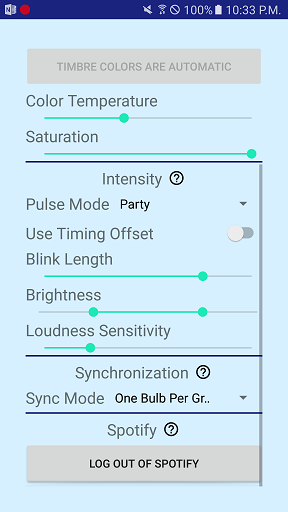 100% 10:33 P.M.
TIMBRE COLORS ARE AUTOMATIC
Color Temperature
Saturation
Intensity ?
Pulse Mode Party
Use Timing Offset
Blink Length
Brightness
Loudness Sensitivity
Synchronization ?
Sync Mode One Bulb Per Gr..
Spotify ?
LOG OUT OF SPOTIFY